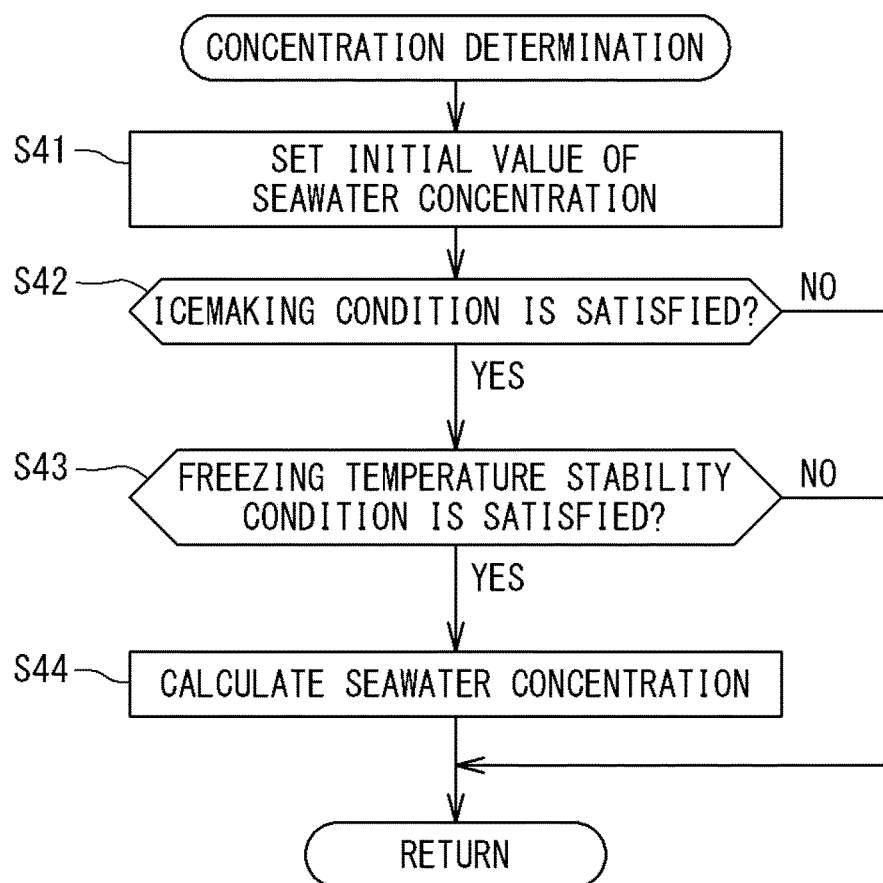 CONCENTRATION DETERMINATION
S41
SET INITIAL VALUE OF
SEAWATER CONCENTRATION
S42
ICEMAKING CONDITION IS SATISFIED?
NO
YES
S43
FREEZING TEMPERATURE STABILITY
CONDITION IS SATISFIED?
NO
YES
S44
CALCULATE SEAWATER CONCENTRATION
RETURN